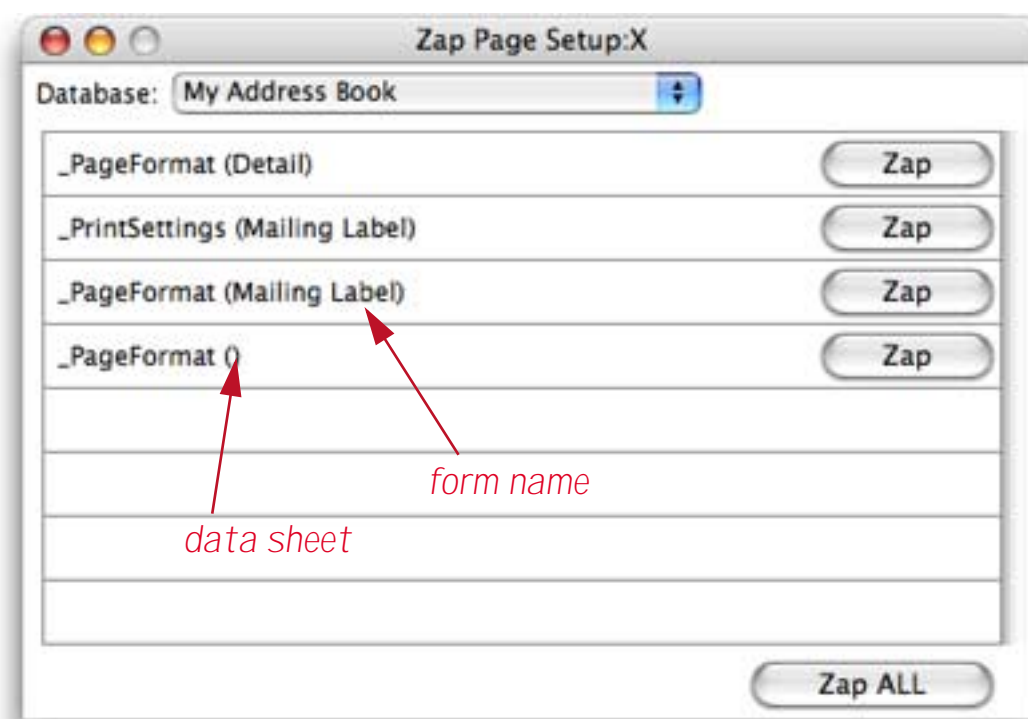 Zap Page Setup:X
Database: My Address Book
_PageFormat (Detail) Zap
_PrintSettings (Mailing Label) Zap
_PageFormat (Mailing Label) Zap
_PageFormat () Zap
form name
data sheet
Zap ALL